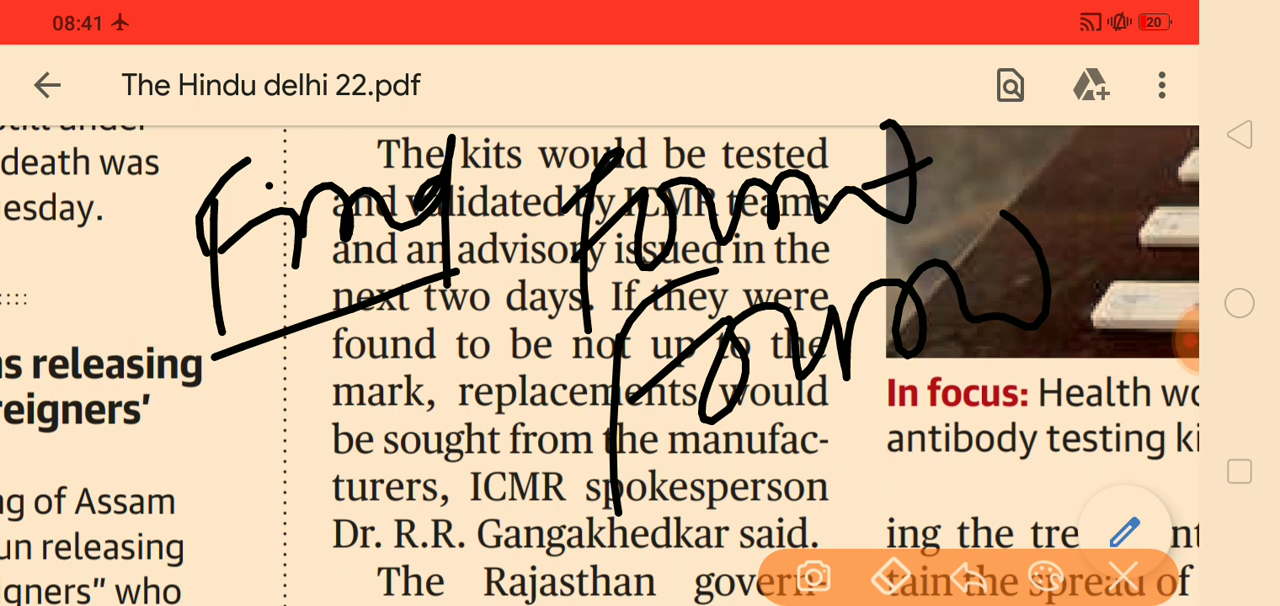 08:41
20
The Hindu delhi 22.pdf
death was
esday.
s releasing
reigners'
ng of Assam
un releasing
igners" who
The kits would be tested
and validated by ICMR teams
and an advisory issued in the
next two days. If they were
found to be not up to the
mark, replacements would
be sought from the manufac-
turers, ICMR spokesperson
Dr. R.R. Gangakhedkar said.
The Rajasthan govern-
In focus: Health wo
antibody testing ki
ing the tre nt
tain the spread of
Find